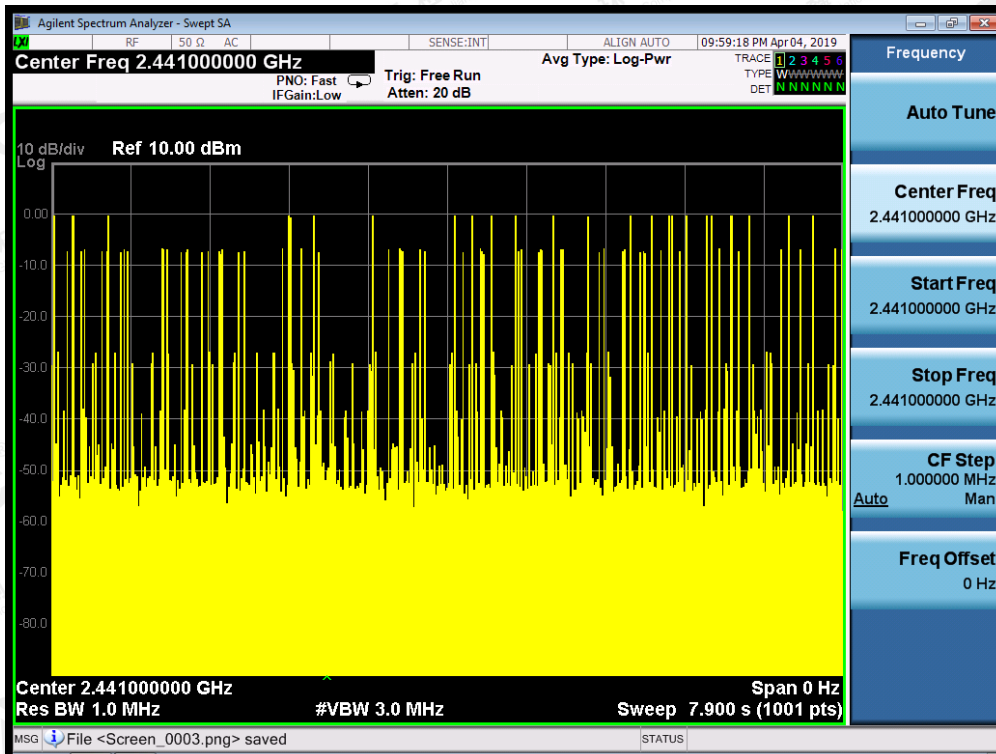 Agilent Spectrum Analyzer - Swept SA
LXI RF 50 Ω AC SENSE:INT ALIGN AUTO 09:59:18 PM Apr 04, 2019
Center Freq 2.441000000 GHz
PNO: Fast
IFGain:Low
Trig: Free Run
Atten: 20 dB
Avg Type: Log-Pwr
TRACE 1 2 3 4 5 6
TYPE WWWWWWW
DET N N N N N N
10 dB/div Ref 10.00 dBm
Log
0.00
-10.0
-20.0
-30.0
-40.0
-50.0
-60.0
-70.0
-80.0
Center 2.441000000 GHz Span 0 Hz
Res BW 1.0 MHz #VBW 3.0 MHz Sweep 7.900 s (1001 pts)
MSG File <Screen_0003.png> saved STATUS
Frequency
Auto Tune
Center Freq
2.441000000 GHz
Start Freq
2.441000000 GHz
Stop Freq
2.441000000 GHz
CF Step
1.000000 MHz
Auto Man
Freq Offset
0 Hz